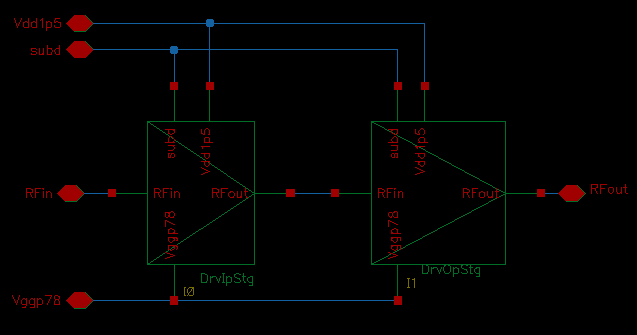 Vdd1p5
subd
subd
Vdd1p5
subd
Vdd1p5
RFin
RFin
RFout
RFin
RFout
RFout
Vggp78
Vggp78
DrvIpStg
DrvOpStg
I0
I1
Vggp78